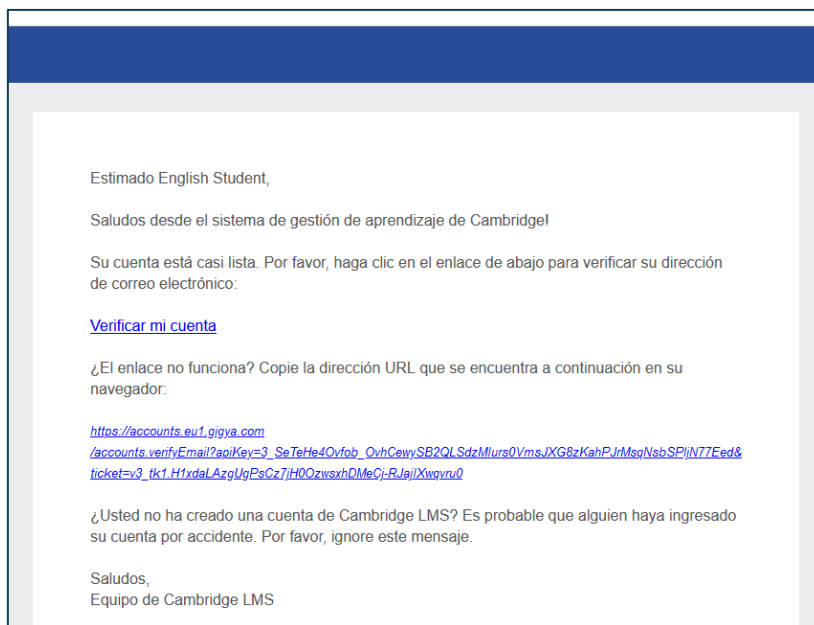 Estimado English Student,
Saludos desde el sistema de gestión de aprendizaje de Cambridge!
Su cuenta está casi lista. Por favor, haga clic en el enlace de abajo para verificar su dirección
de correo electrónico:
Verificar mi cuenta
¿El enlace no funciona? Copie la dirección URL que se encuentra a continuación en su
navegador:
https://accounts.eu1.gigya.com
/accounts.verifyEmail?apiKey=3_SeTeHe4Ovfob_OvhCewySB2QLSdzMlurs0VmsJXG8zKahPJrMsqNsbSPljN77Eed&
ticket=v3_tk1.H1xdaLAzgUgPsCz7jH0OzwsxhDMeCj-RJajlXwqvru0
¿Usted no ha creado una cuenta de Cambridge LMS? Es probable que alguien haya ingresado
su cuenta por accidente. Por favor, ignore este mensaje.
Saludos,
Equipo de Cambridge LMS